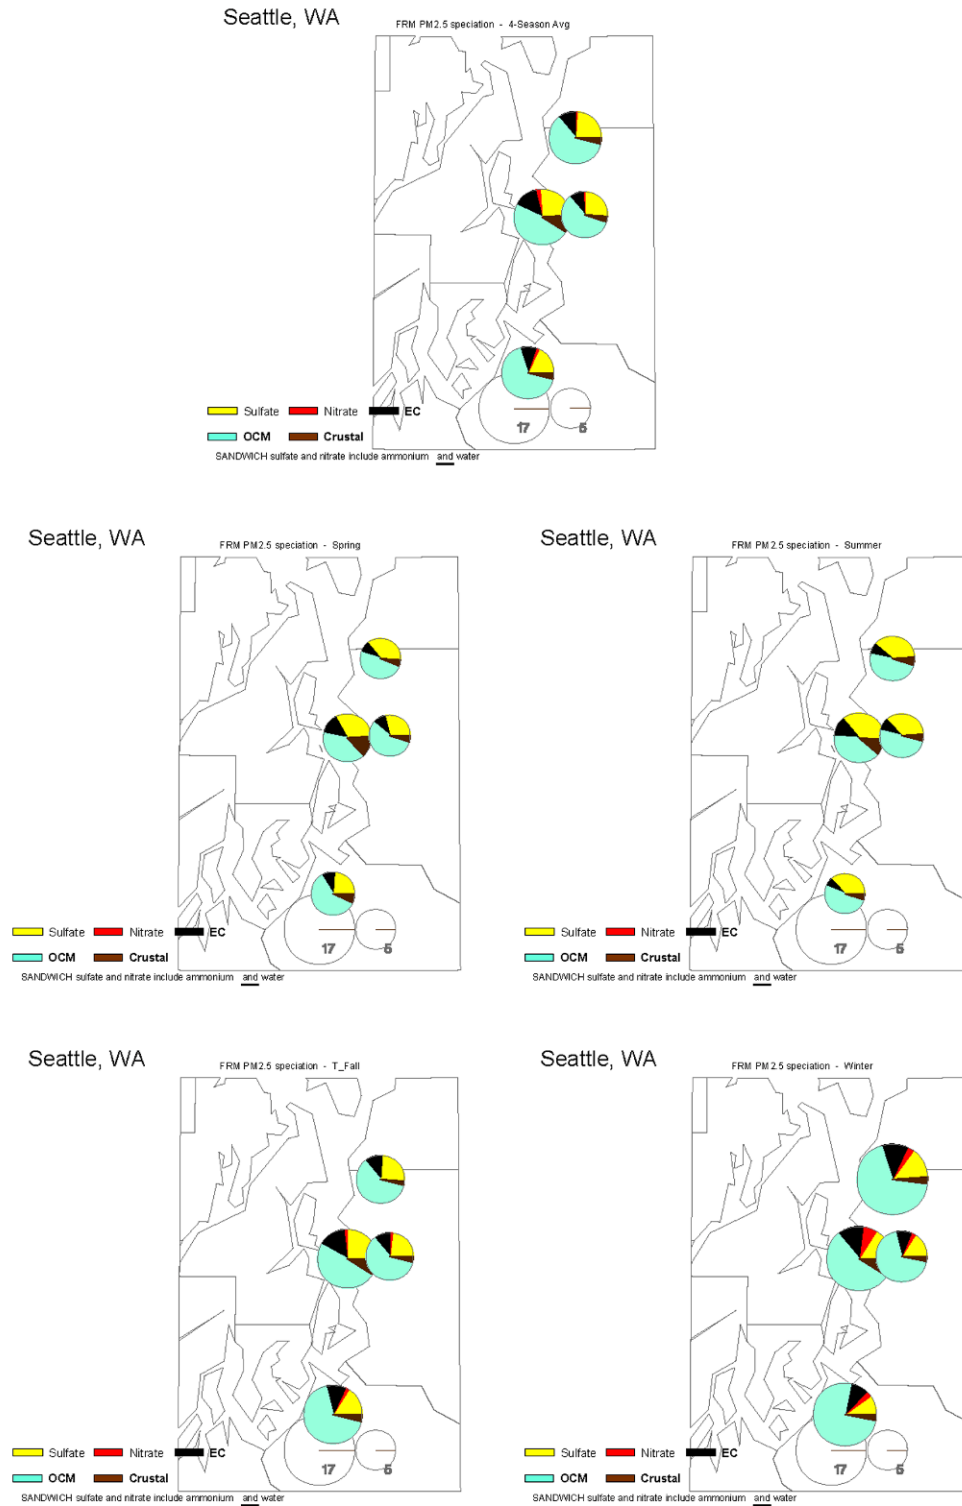 Seattle, WA
FRM PM2.5 speciation - 4-Season Avg
Sulfate Nitrate EC
OCM Crustal
17 5
SANDWICH sulfate and nitrate include ammonium and water
Seattle, WA
FRM PM2.5 speciation - Spring
Sulfate Nitrate EC
OCM Crustal
17 5
SANDWICH sulfate and nitrate include ammonium and water
Seattle, WA
FRM PM2.5 speciation - Summer
Sulfate Nitrate EC
OCM Crustal
17 5
SANDWICH sulfate and nitrate include ammonium and water
Seattle, WA
FRM PM2.5 speciation - T_Fall
Sulfate Nitrate EC
OCM Crustal
17 5
SANDWICH sulfate and nitrate include ammonium and water
Seattle, WA
FRM PM2.5 speciation - Winter
Sulfate Nitrate EC
OCM Crustal
17 5
SANDWICH sulfate and nitrate include ammonium and water